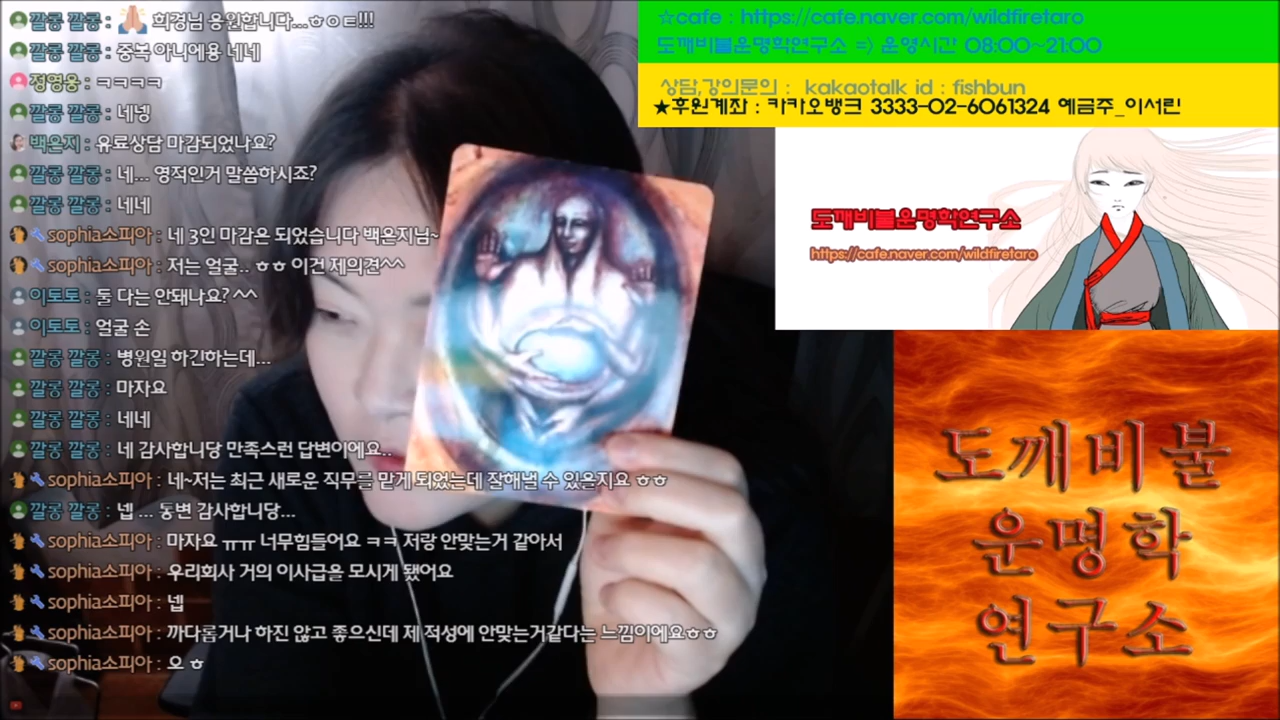 깔롱 깔롱 : 🙏🏻 희경님 응원합니다...ㅎㅇㅌ!!!
깔롱 깔롱 : 중복 아니에용 네네
정영웅 : ㅋㅋㅋㅋ
깔롱 깔롱 : 네넹
백은지 : 유료상담 마감되었나요?
깔롱 깔롱 : 네... 영적인거 말씀하시죠?
깔롱 깔롱 : 네네
sophia소피아 : 네 3인 마감은 되었습니다 백은지님~
sophia소피아 : 저는 얼굴.. ㅎㅎ 이건 제의견^^
이토토 : 둘 다는 안돼나요? ^^
이토토 : 얼굴 손
깔롱 깔롱 : 병원일 하긴하는데...
깔롱 깔롱 : 마자요
깔롱 깔롱 : 네네
깔롱 깔롱 : 네 감사합니당 만족스런 답변이에요..
sophia소피아 : 네~저는 최근 새로운 직무를 맡게 되었는데 잘해낼 수 있을지요 ㅎㅎ
깔롱 깔롱 : 넵 ... 통변 감사합니당...
sophia소피아 : 마자요 ㅠㅠ 너무힘들어요 ㅋㅋ 저랑 안맞는거 같아서
sophia소피아 : 우리회사 거의 이사급을 모시게 됐어요
sophia소피아 : 넵
sophia소피아 : 까다롭거나 하진 않고 좋으신데 제 적성에 안맞는거같다는 느낌이에요ㅎㅎ
sophia소피아 : 오 ㅎ
☆cafe : https://cafe.naver.com/wildfiretaro
도깨비불운명학연구소 => 운영시간 08:00~21:00
상담,강의문의 : kakaotalk id : fishbun
★후원계좌 : 카카오뱅크 3333-02-6061324 예금주_이서린
도깨비불운명학연구소
https://cafe.naver.com/wildfiretaro
도깨비불
운명학
연구소